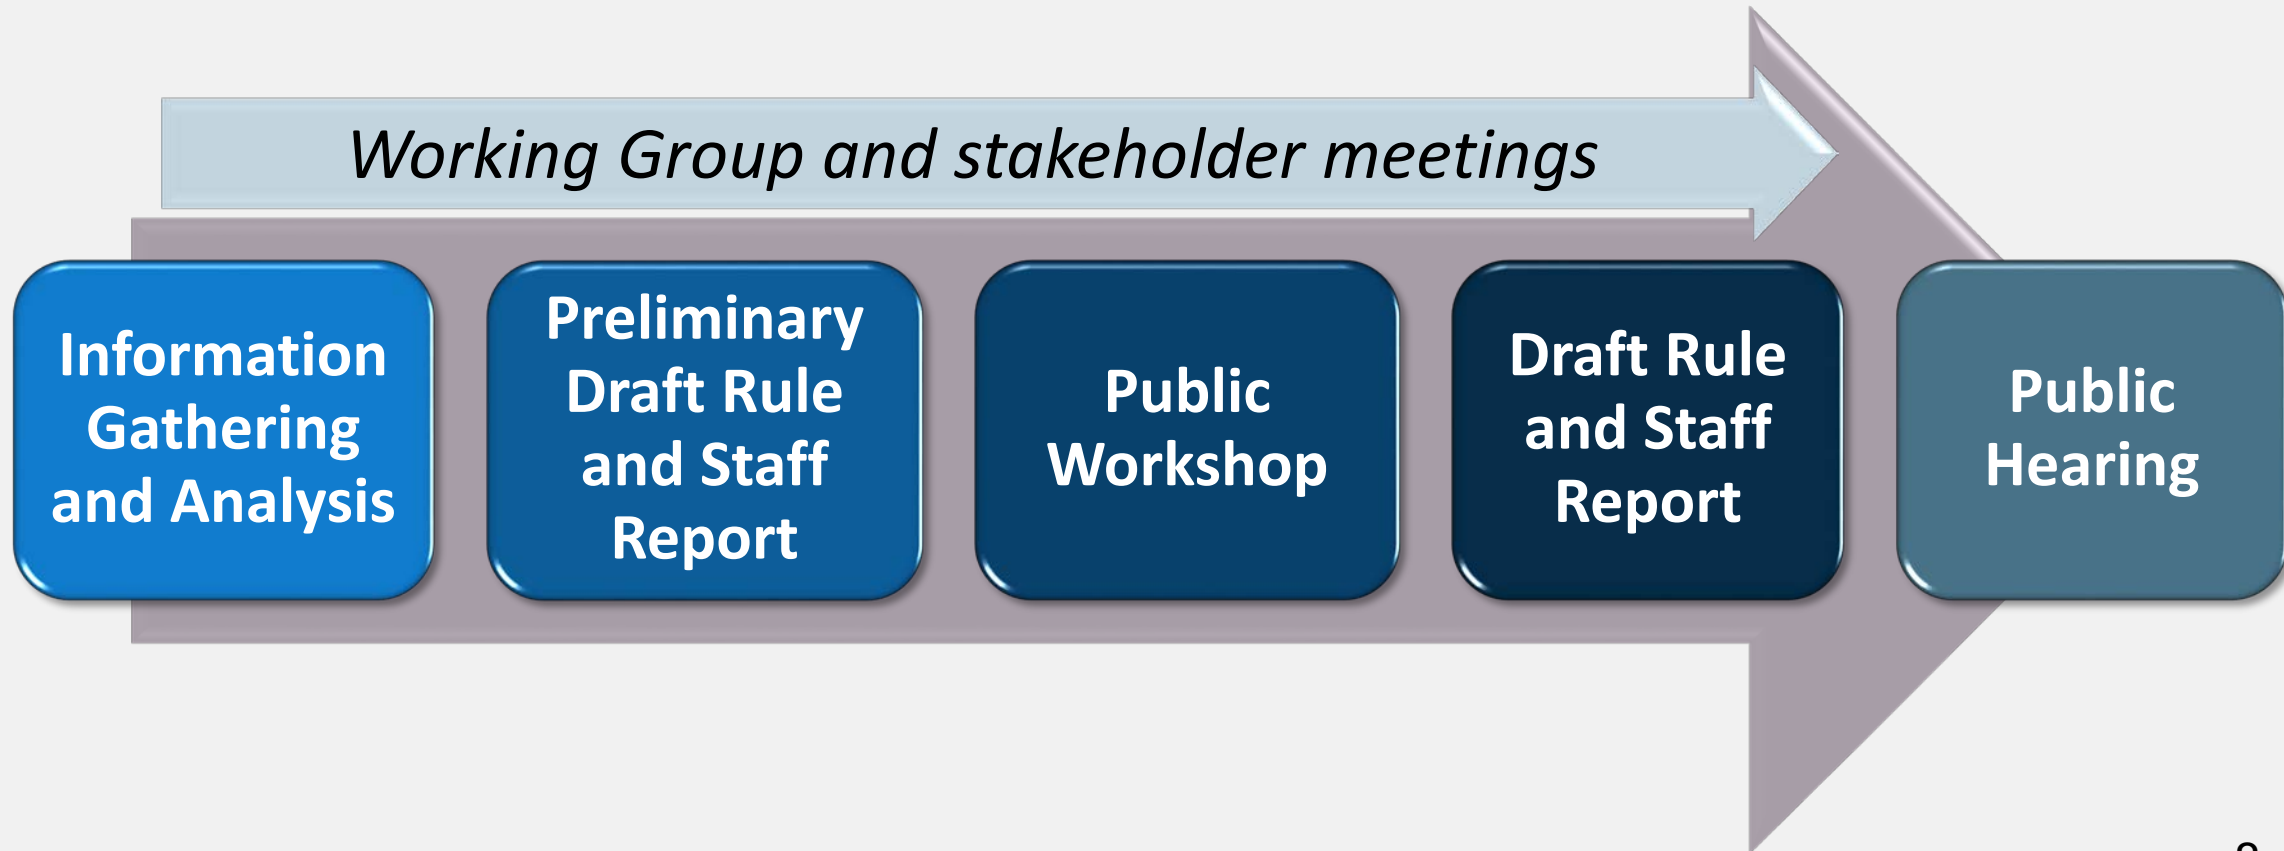 Working Group and stakeholder meetings
Information
Gathering
and Analysis
Preliminary
Draft Rule
and Staff
Report
Public
Workshop
Draft Rule
and Staff
Report
Public
Hearing